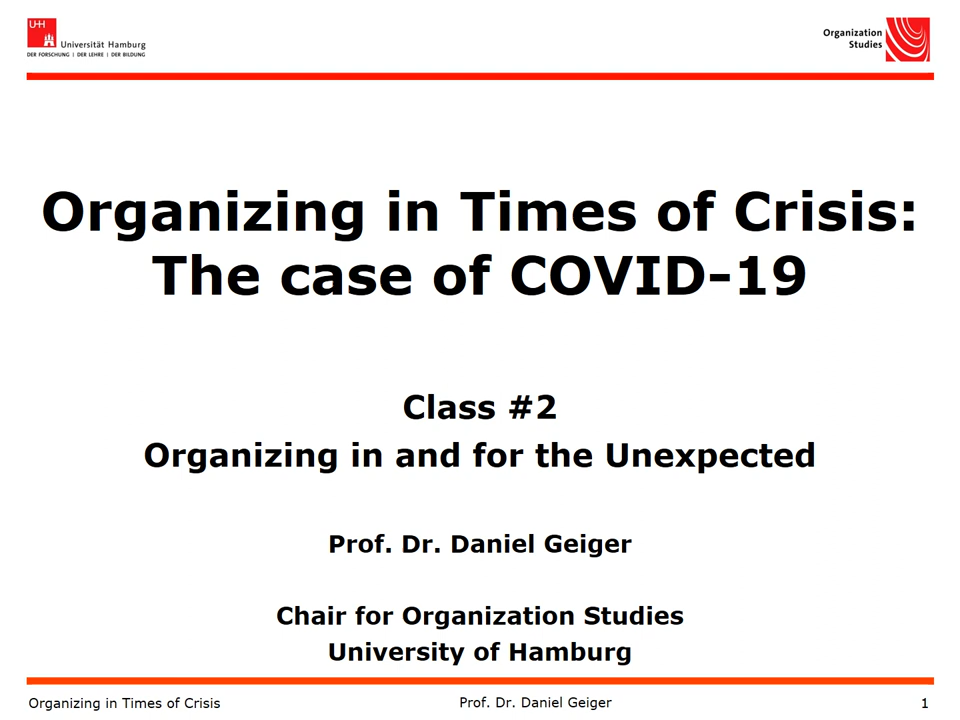 UHH
Universität Hamburg
DER FORSCHUNG | DER LEHRE | DER BILDUNG
Organization
Studies
Organizing in Times of Crisis:
The case of COVID-19
Class #2
Organizing in and for the Unexpected
Prof. Dr. Daniel Geiger
Chair for Organization Studies
University of Hamburg
Organizing in Times of Crisis
Prof. Dr. Daniel Geiger
1